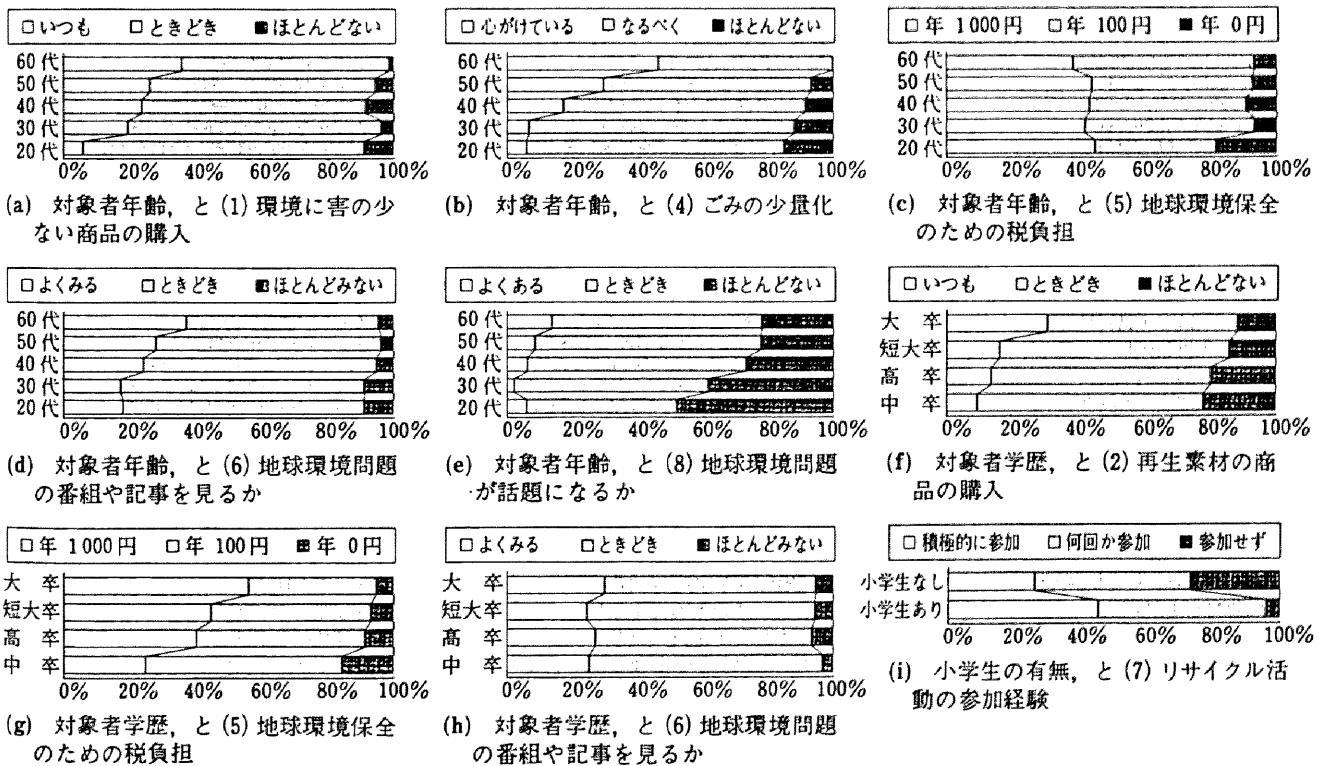 □いつも □ときどき ■ほとんどない
60代
50代
40代
30代
20代
0% 20% 40% 60% 80% 100%
(a) 対象者年齢，と(1)環境に害の少
ない商品の購入
□心がけている □なるべく ■ほとんどない
60代
50代
40代
30代
20代
0% 20% 40% 60% 80% 100%
(b) 対象者年齢，と(4)ごみの少量化
□年 1000円 □年 100円 ■年 0円
60代
50代
40代
30代
20代
0% 20% 40% 60% 80% 100%
(c) 対象者年齢，と(5)地球環境保全
のための税負担
□よくみる □ときどき ■ほとんどみない
60代
50代
40代
30代
20代
0% 20% 40% 60% 80% 100%
(d) 対象者年齢，と(6)地球環境問題
の番組や記事を見るか
□よくある □ときどき ■ほとんどない
60代
50代
40代
30代
20代
0% 20% 40% 60% 80% 100%
(e) 対象者年齢，と(8)地球環境問題
が話題になるか
□いつも □ときどき ■ほとんどない
大 卒
短大卒
高 卒
中 卒
0% 20% 40% 60% 80% 100%
(f) 対象者学歴，と(2)再生素材の商
品の購入
□年 1000円 □年 100円 ■年 0円
大 卒
短大卒
高 卒
中 卒
0% 20% 40% 60% 80% 100%
(g) 対象者学歴，と(5)地球環境保全
のための税負担
□よくみる □ときどき ■ほとんどみない
大 卒
短大卒
高 卒
中 卒
0% 20% 40% 60% 80% 100%
(h) 対象者学歴，と(6)地球環境問題
の番組や記事を見るか
□積極的に参加 □何回か参加 ■参加せず
小学生なし
小学生あり
0% 20% 40% 60% 80% 100%
(i) 小学生の有無，と(7)リサイクル活
動の参加経験